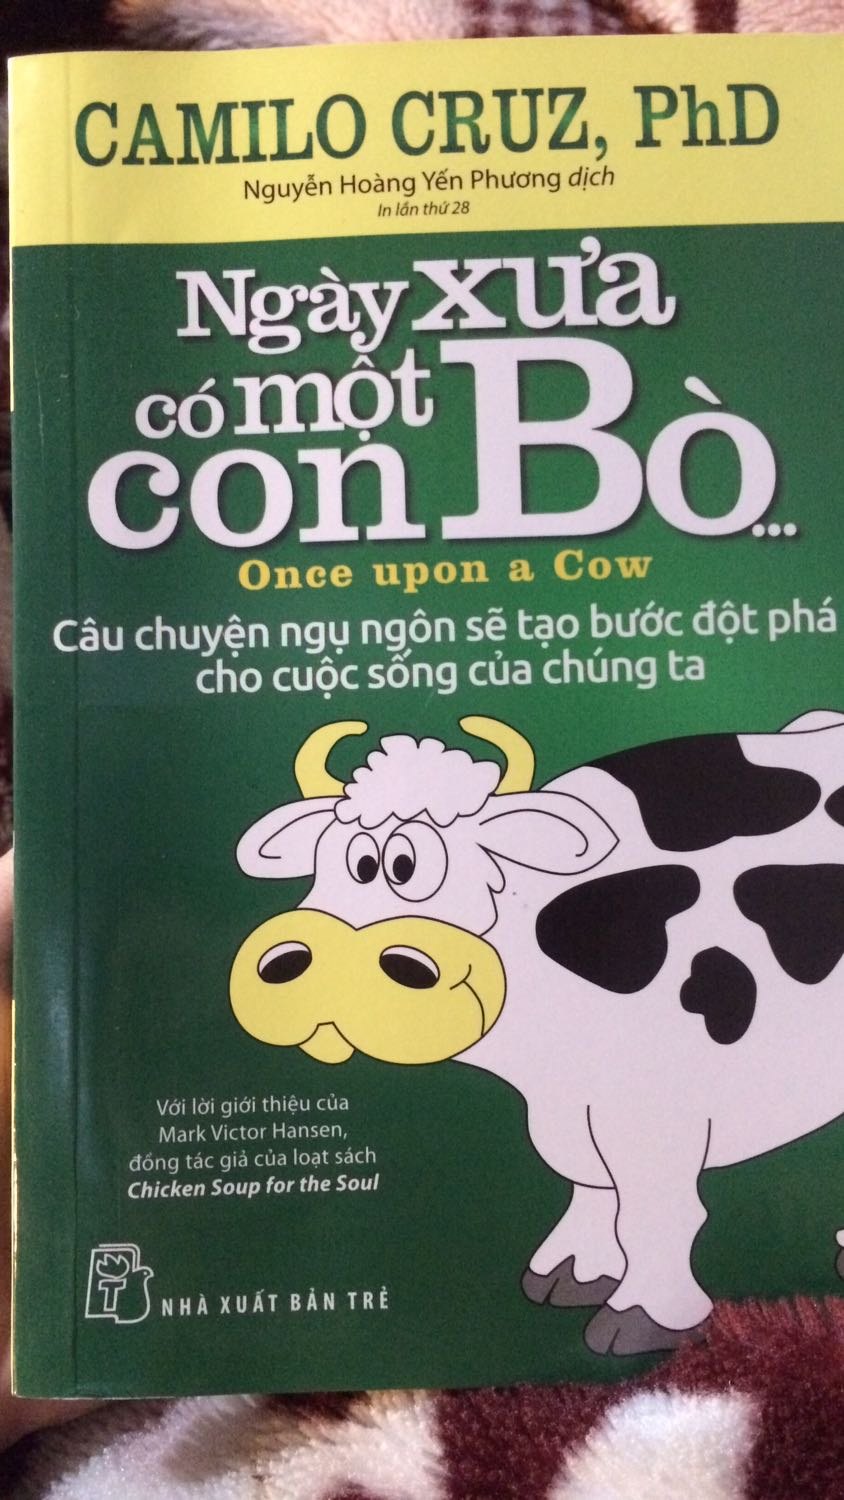 CAMILO CRUZ, PhD
Nguyễn Hoàng Yến Phương dịch
In lần thứ 28
Ngày xưa
có một
con Bò...
Once upon a Cow
Câu chuyện ngụ ngôn sẽ tạo bước đột phá
cho cuộc sống của chúng ta
Với lời giới thiệu của
Mark Victor Hansen,
đồng tác giả của loạt sách
Chicken Soup for the Soul
T
NHÀ XUẤT BẢN TRẺ